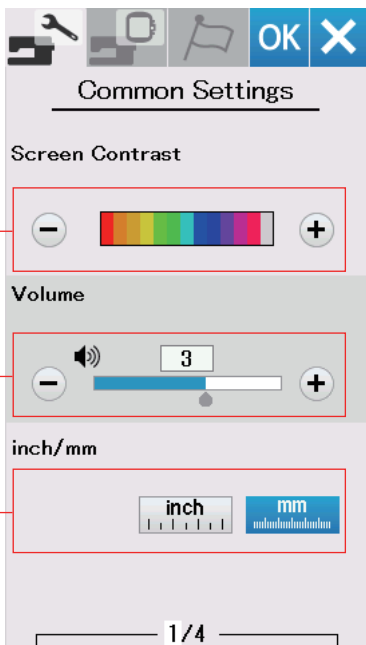 OK
Common Settings
Screen Contrast
Volume
3
inch/mm
inch mm
1/4